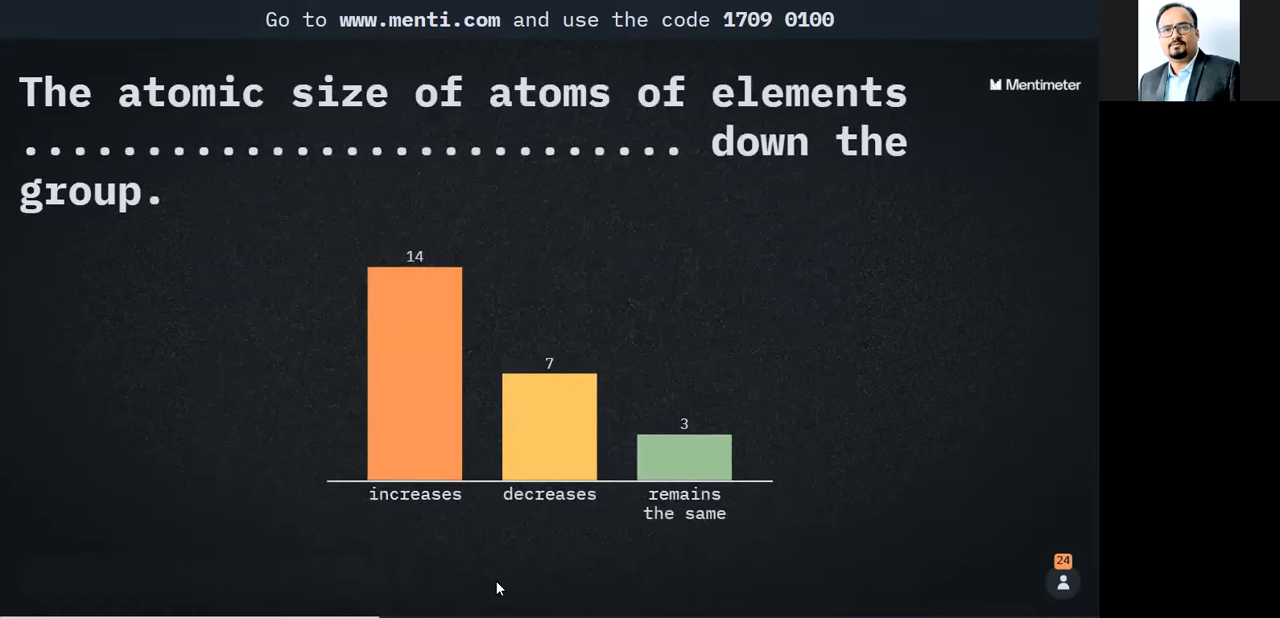 Go to www.menti.com and use the code 1709 0100
The atomic size of atoms of elements
Mentimeter
........................... down the
group.
14
7
3
increases
decreases
remains
the same
24